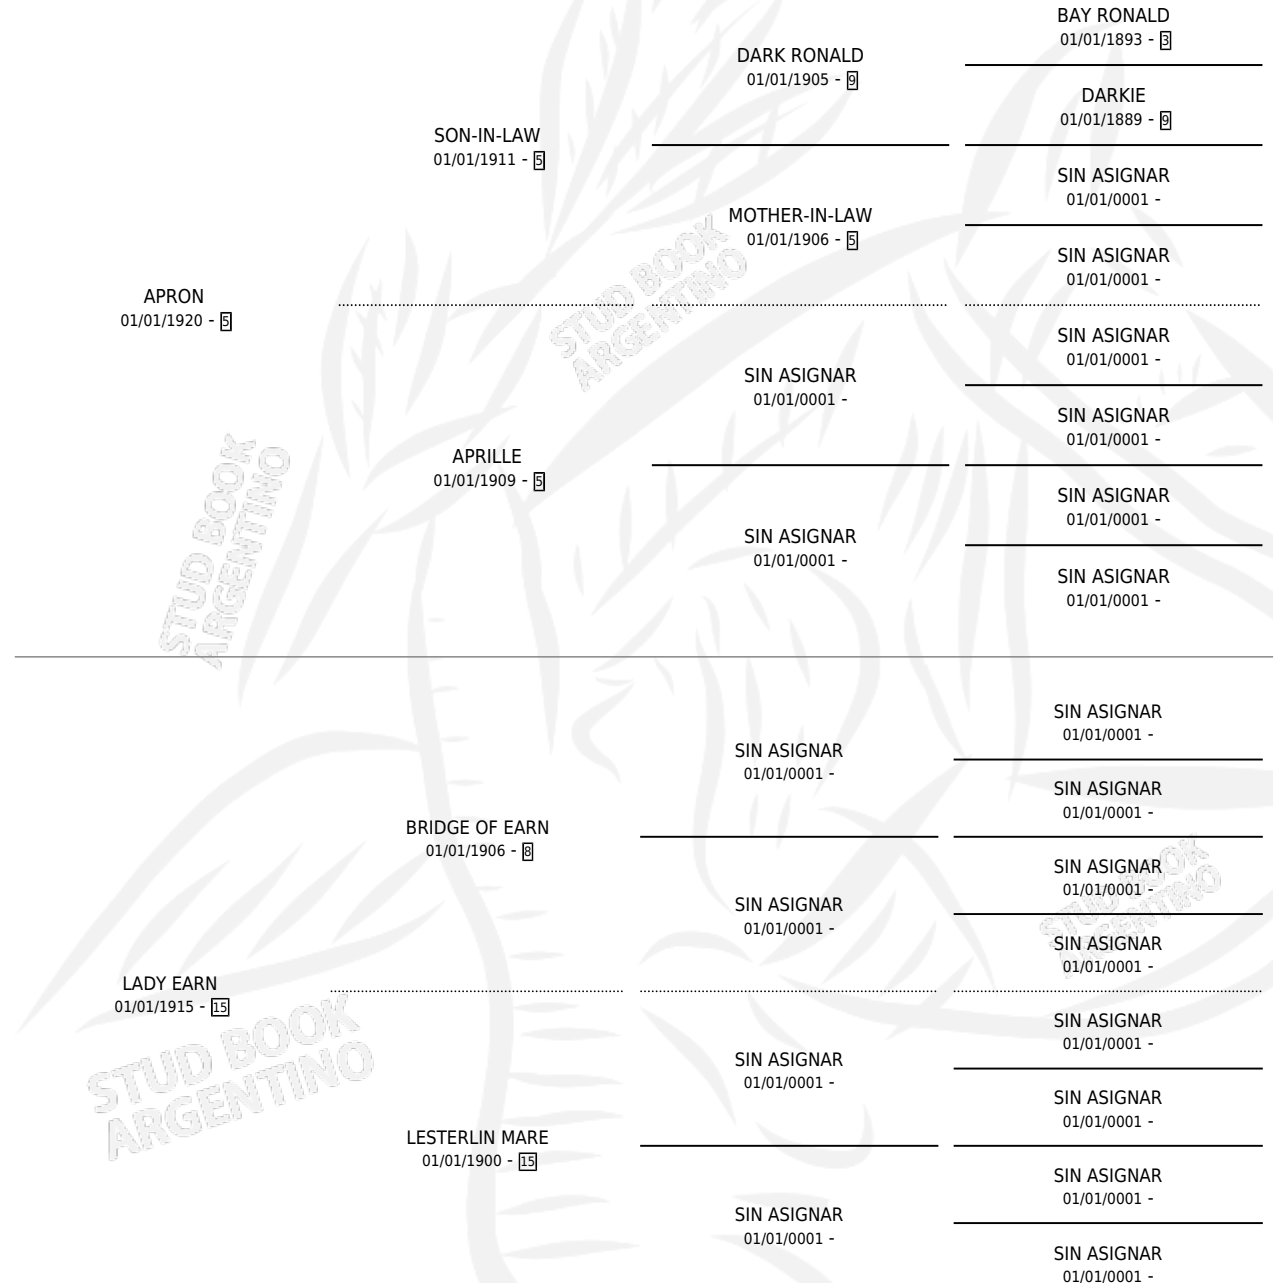 BAY RONALD
01/01/1893 - 3
DARK RONALD
01/01/1905 - 9
DARKIE
01/01/1889 - 9
SON-IN-LAW
01/01/1911 - 5
SIN ASIGNAR
01/01/0001 -
MOTHER-IN-LAW
01/01/1906 - 5
SIN ASIGNAR
01/01/0001 -
APRON
01/01/1920 - 5
SIN ASIGNAR
01/01/0001 -
SIN ASIGNAR
01/01/0001 -
SIN ASIGNAR
01/01/0001 -
APRILLE
01/01/1909 - 5
SIN ASIGNAR
01/01/0001 -
SIN ASIGNAR
01/01/0001 -
SIN ASIGNAR
01/01/0001 -
STUD BOOK
ARGENTINO
STUD BOOK
ARGENTINO
SIN ASIGNAR
01/01/0001 -
SIN ASIGNAR
01/01/0001 -
SIN ASIGNAR
01/01/0001 -
BRIDGE OF EARN
01/01/1906 - 8
SIN ASIGNAR
01/01/0001 -
SIN ASIGNAR
01/01/0001 -
SIN ASIGNAR
01/01/0001 -
LADY EARN
01/01/1915 - 15
SIN ASIGNAR
01/01/0001 -
SIN ASIGNAR
01/01/0001 -
SIN ASIGNAR
01/01/0001 -
LESTERLIN MARE
01/01/1900 - 15
SIN ASIGNAR
01/01/0001 -
SIN ASIGNAR
01/01/0001 -
SIN ASIGNAR
01/01/0001 -
STUD BOOK
ARGENTINO
STUD BOOK
ARGENTINO